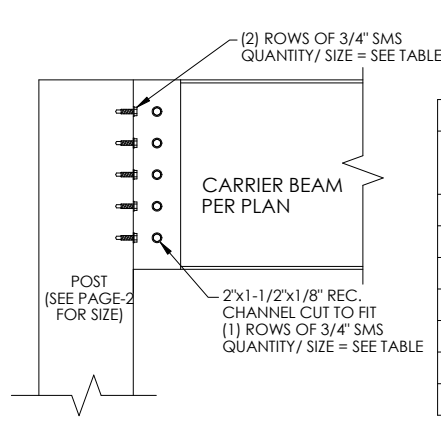 (2) ROWS OF 3/4" SMS
QUANTITY/ SIZE = SEE TABLE
CARRIER BEAM
PER PLAN
POST
(SEE PAGE-2
FOR SIZE)
2"x1-1/2"x1/8" REC.
CHANNEL CUT TO FIT
(1) ROWS OF 3/4" SMS
QUANTITY/ SIZE = SEE TABLE